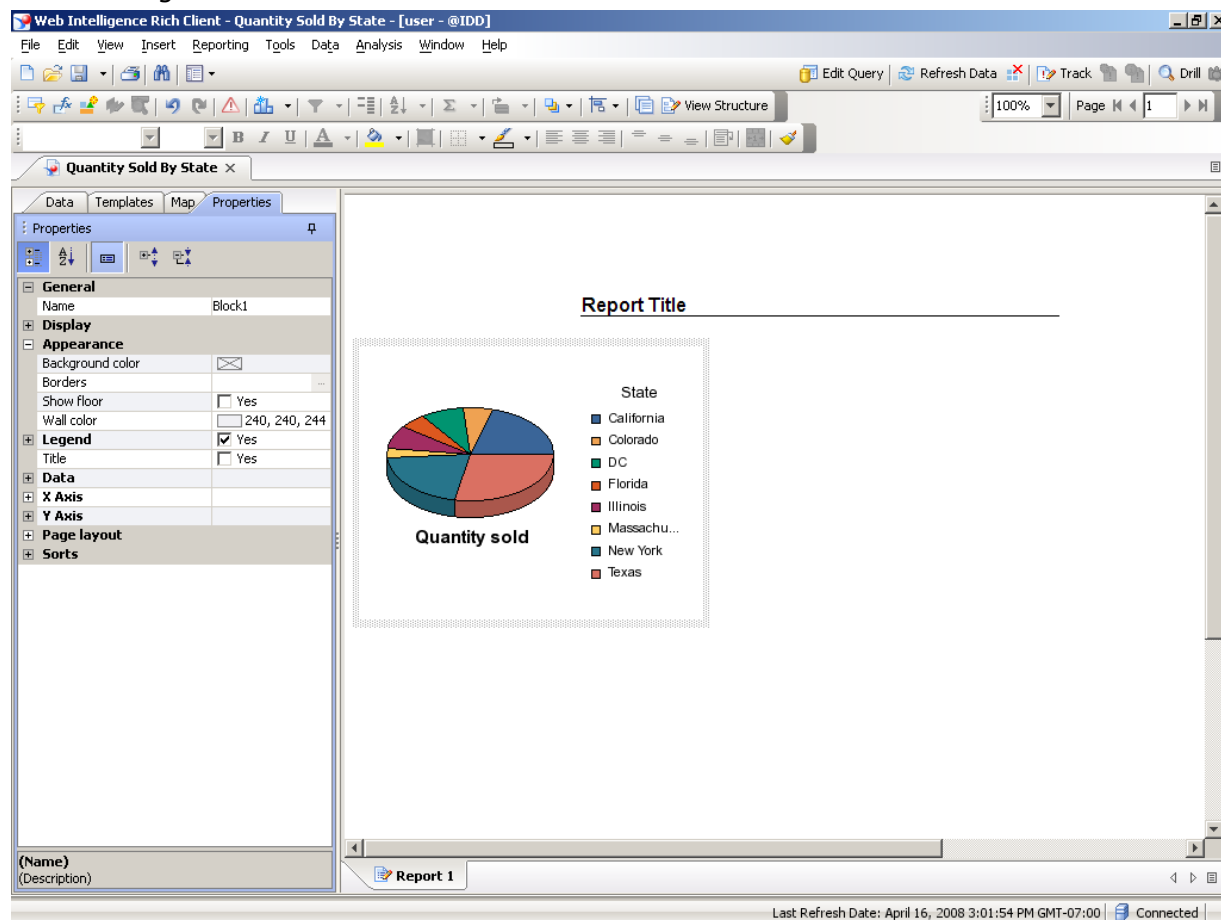 Web Intelligence Rich Client - Quantity Sold By State - [user - @IDD]
File Edit View Insert Reporting Tools Data Analysis Window Help
Edit Query Refresh Data Track Drill
View Structure 100% Page 1
B I U A
Quantity Sold By State
Data Templates Map Properties
Properties
General
Name Block1
Display
Appearance
Background color
Borders
Show floor Yes
Wall color 240, 240, 244
Legend Yes
Title Yes
Data
X Axis
Y Axis
Page layout
Sorts
(Name)
(Description)
Report Title
State
California
Colorado
DC
Florida
Illinois
Massachu...
New York
Texas
Quantity sold
Report 1
Last Refresh Date: April 16, 2008 3:01:54 PM GMT-07:00 Connected